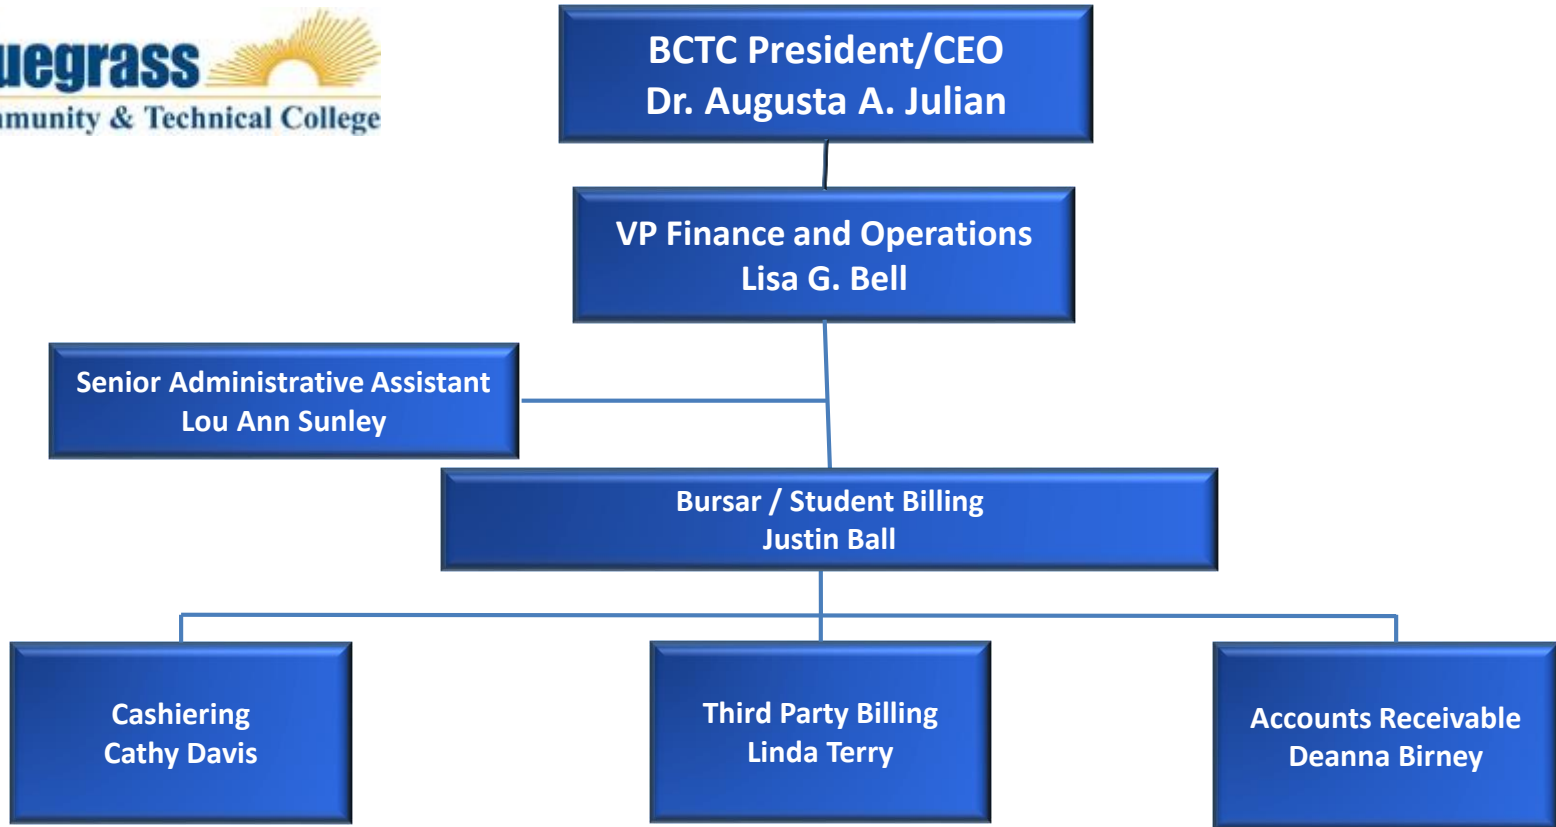 uegrass
mmunity & Technical College
BCTC President/CEO
Dr. Augusta A. Julian
VP Finance and Operations
Lisa G. Bell
Senior Administrative Assistant
Lou Ann Sunley
Bursar / Student Billing
Justin Ball
Cashiering
Cathy Davis
Third Party Billing
Linda Terry
Accounts Receivable
Deanna Birney